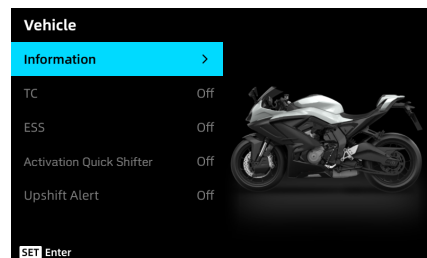 Vehicle
Information >
TC Off
ESS Off
Activation Quick Shifter Off
Upshift Alert Off
SET Enter